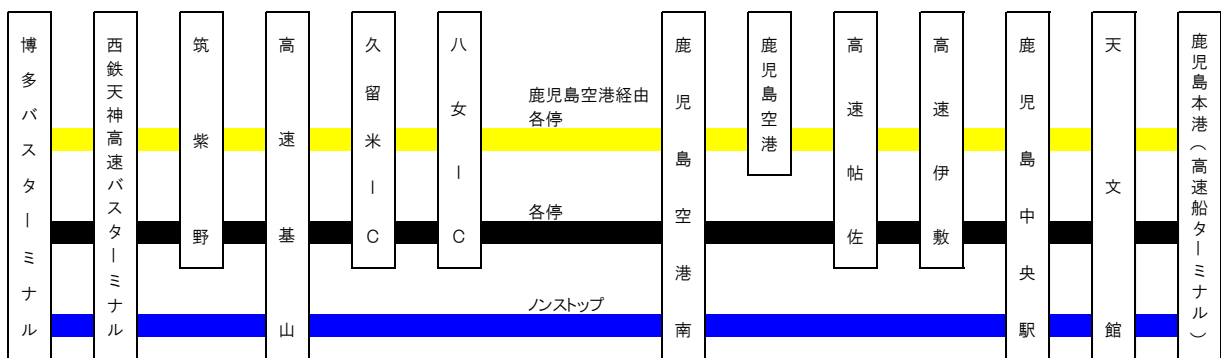 博多バスターミナル
西鉄天神高速バスターミナル
筑紫野
高速基山
久留米IC
八女IC
鹿児島空港経由
各停
各停
ノンストップ
鹿児島空港南
鹿児島空港
高速帖佐
高速伊敷
鹿児島中央駅
天文館
鹿児島本港(高速船ターミナル)